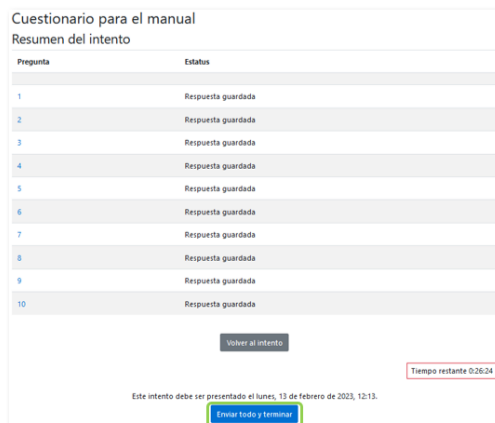 Cuestionario para el manual
Resumen del intento
Pregunta Estatus
1 Respuesta guardada
2 Respuesta guardada
3 Respuesta guardada
4 Respuesta guardada
5 Respuesta guardada
6 Respuesta guardada
7 Respuesta guardada
8 Respuesta guardada
9 Respuesta guardada
10 Respuesta guardada
Volver al intento
Tiempo restante 0:26:24
Este intento debe ser presentado el lunes, 13 de febrero de 2023, 12:13.
Enviar todo y terminar